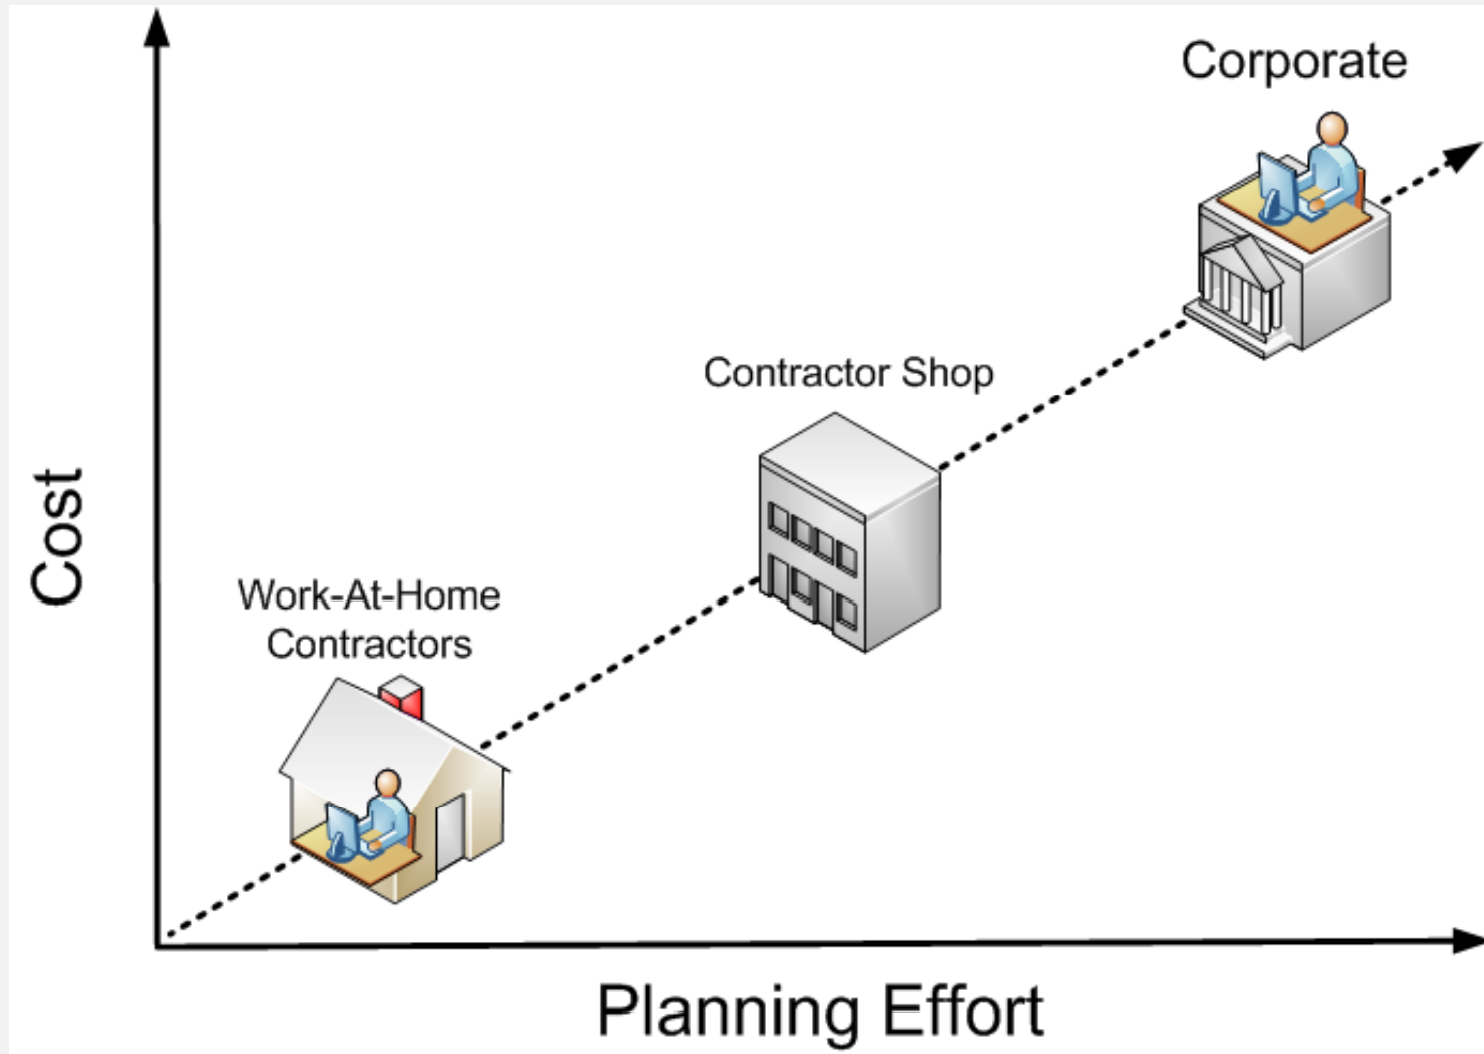 Corporate
Contractor Shop
Work-At-Home
Contractors
Cost
Planning Effort